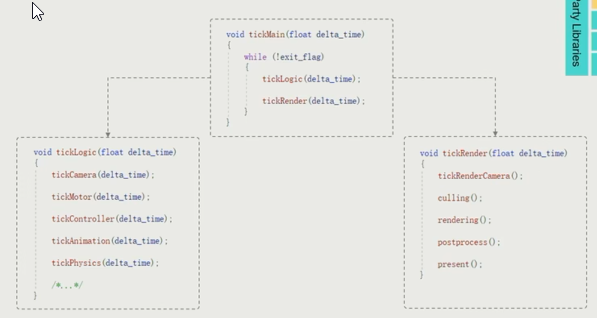 void tickMain(float delta_time)
{
while (!exit_flag)
{
tickLogic(delta_time);
tickRender(delta_time);
}
}
void tickLogic(float delta_time)
{
tickCamera(delta_time);
tickMotor(delta_time);
tickController(delta_time);
tickAnimation(delta_time);
tickPhysics(delta_time);
/*...*/
}
void tickRender(float delta_time)
{
tickRenderCamera();
culling();
rendering();
postprocess();
present();
}
arty Libraries